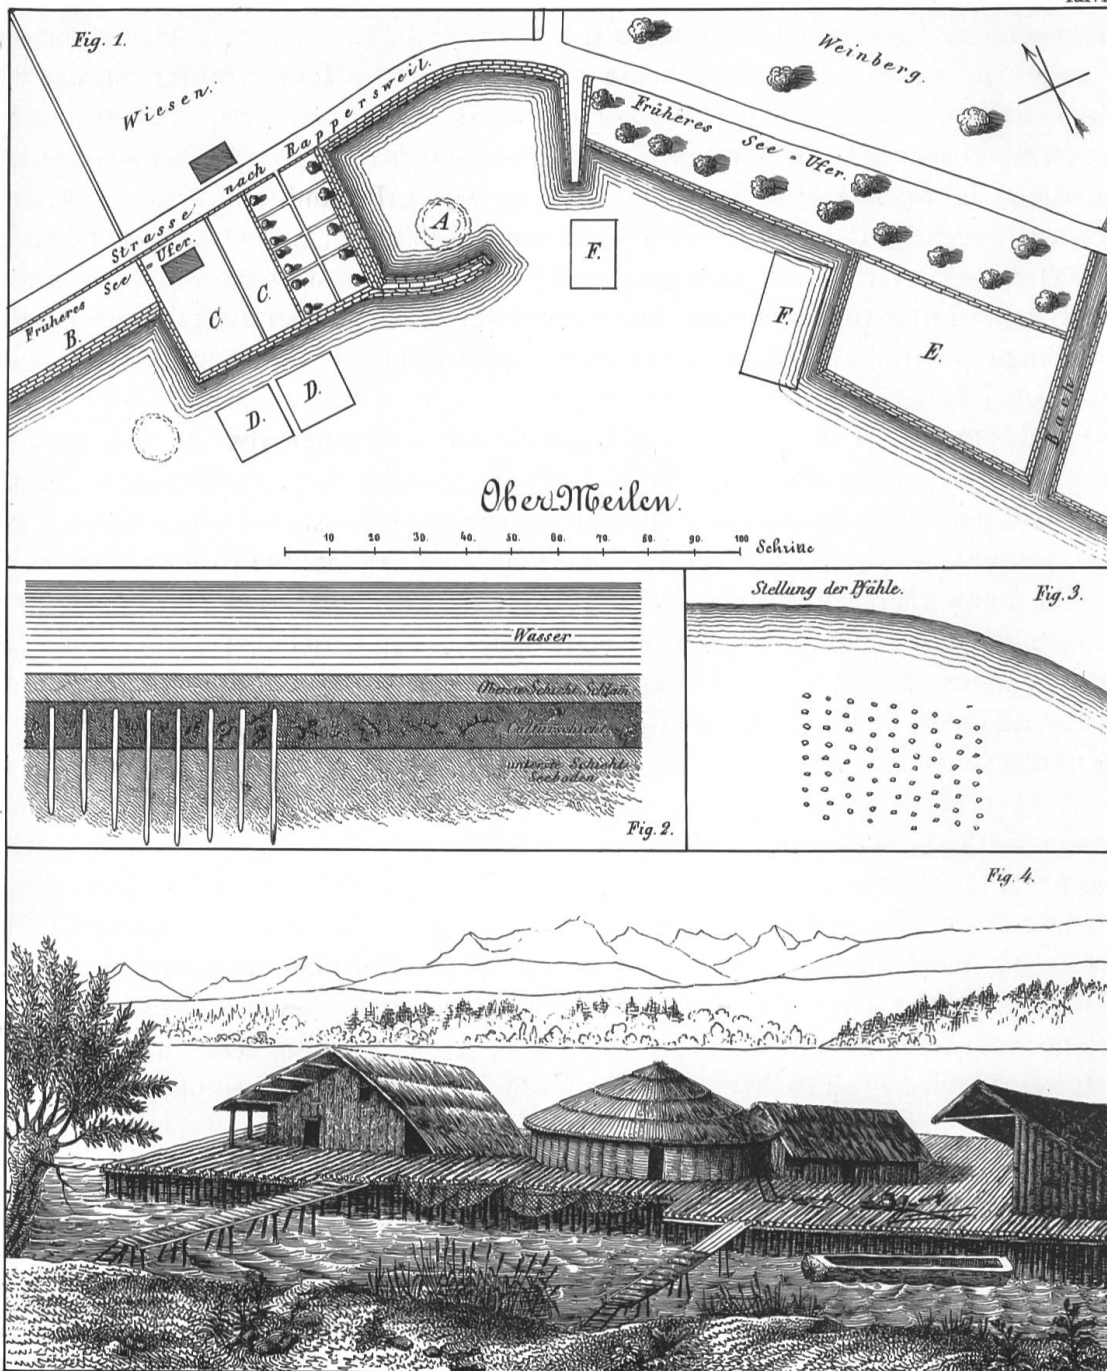 Fig. 1.
Wiesen.
Strasse nach Rappersweil.
Früheres See - Ufer.
B.
C.
C.
D.
D.
A
F.
F.
E.
Weinberg.
Früheres See - Ufer.
Bach
Ober-Meilen.
10 20 30. 40. 50. 60. 70. 80. 90. 100 Schritte
Wasser
Oberste Schicht Schlam
Culturschicht
unterste Schicht
Seeboden
Fig. 2.
Stellung der Pfähle.
Fig. 3.
Fig. 4.